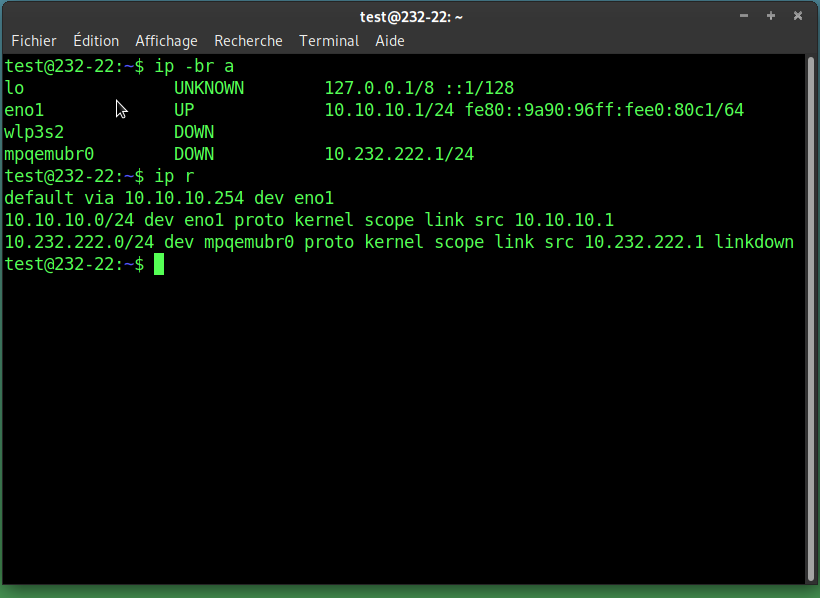 test@232-22: ~
Fichier Édition Affichage Recherche Terminal Aide
test@232-22:~$ ip -br a
lo               UNKNOWN        127.0.0.1/8 ::1/128
eno1             UP             10.10.10.1/24 fe80::9a90:96ff:fee0:80c1/64
wlp3s2           DOWN
mpqemubr0        DOWN           10.232.222.1/24
test@232-22:~$ ip r
default via 10.10.10.254 dev eno1
10.10.10.0/24 dev eno1 proto kernel scope link src 10.10.10.1
10.232.222.0/24 dev mpqemubr0 proto kernel scope link src 10.232.222.1 linkdown
test@232-22:~$